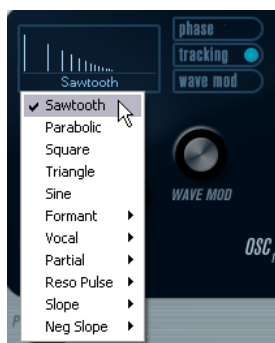 phase
tracking
Sawtooth
wave mod
✔ Sawtooth
Parabolic
Square
Triangle
Sine
WAVE MOD
Formant
Vocal
Partial
OSC
Reso Pulse
Slope
Neg Slope
P